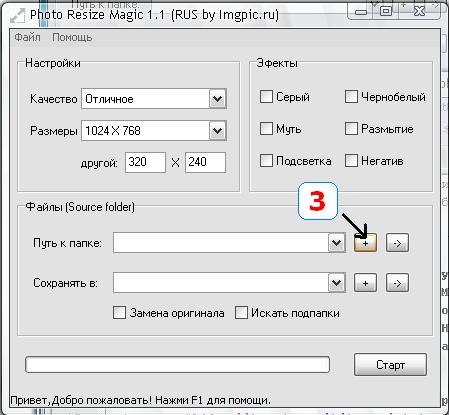 Photo Resize Magic 1.1 (RUS by Imgpic.ru)
Файл Помощь
Настройки
Эфекты
Качество Отличное
Серый Чернобелый
Размеры 1024 X 768
Муть Размытие
другой: 320 X 240
Подсветка Негатив
3
Файлы (Source folder)
Путь к папке: + ->
Сохранять в: + ->
Замена оригинала Искать подпапки
Старт
Привет,Добро пожаловать! Нажми F1 для помощи.